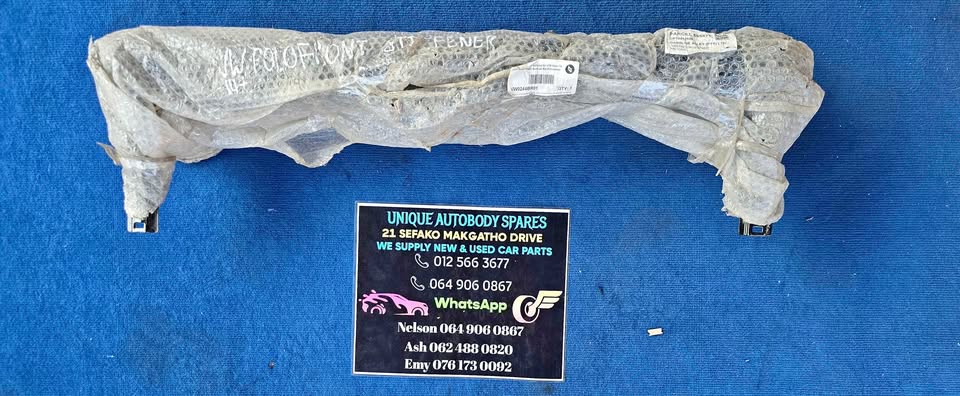 VW POLO FRONT STIFFENER
UNIQUE AUTOBODY SPARES
21 SEFAKO MAKGATHO DRIVE
WE SUPPLY NEW & USED CAR PARTS
012 566 3677
064 906 0867
WhatsApp
Nelson 064 906 0867
Ash 062 488 0820
Emy 076 173 0092